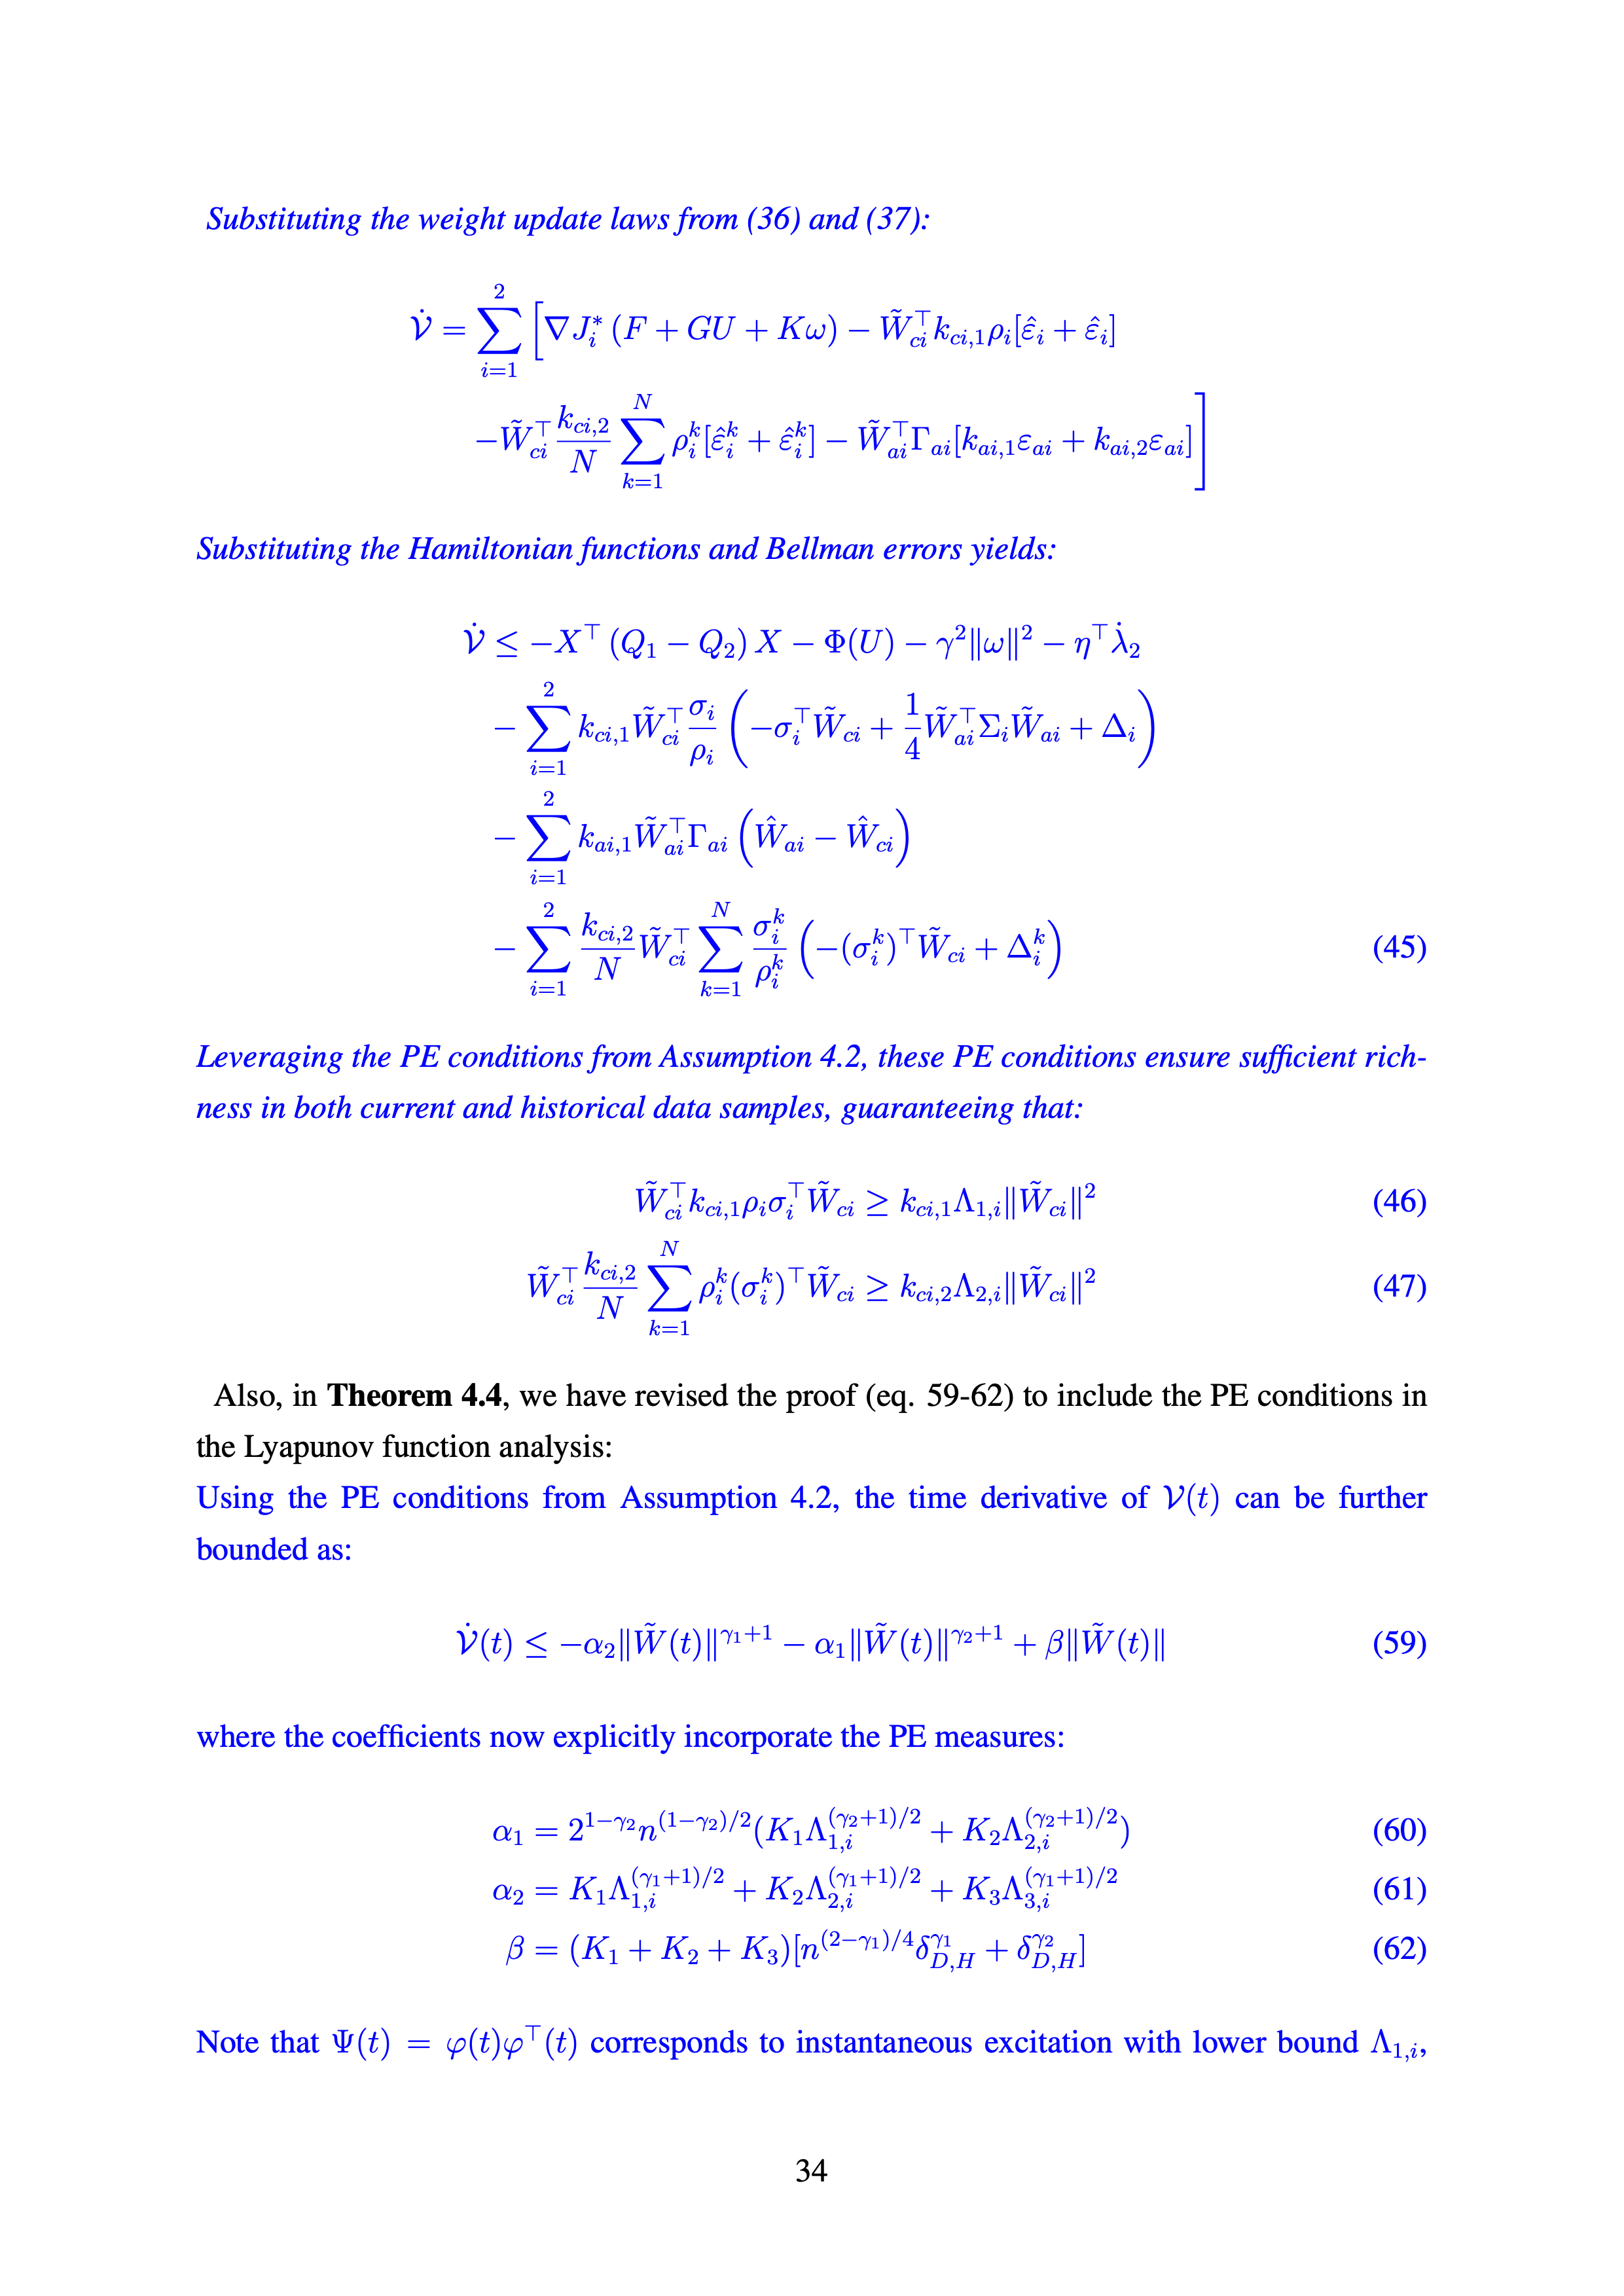 Substituting the weight update laws from (36) and (37):
$\dot{\mathcal{V}} = \sum_{i=1}^{2} \Big[ \nabla J_i^* (F + GU + K\omega) - \tilde{W}_{ci}^\top k_{ci,1} \rho_i [\hat{\varepsilon}_i + \hat{\varepsilon}_i]$
$- \tilde{W}_{ci}^\top \frac{k_{ci,2}}{N} \sum_{k=1}^{N} \rho_i^k [\hat{\varepsilon}_i^k + \hat{\varepsilon}_i^k] - \tilde{W}_{ai}^\top \Gamma_{ai} [k_{ai,1} \varepsilon_{ai} + k_{ai,2} \varepsilon_{ai}] \Big]$
Substituting the Hamiltonian functions and Bellman errors yields:
$\dot{\mathcal{V}} \leq -X^\top (Q_1 - Q_2) X - \Phi(U) - \gamma^2 \|\omega\|^2 - \eta^\top \dot{\lambda}_2$
$- \sum_{i=1}^{2} k_{ci,1} \tilde{W}_{ci}^\top \frac{\sigma_i}{\rho_i} \left( -\sigma_i^\top \tilde{W}_{ci} + \frac{1}{4} \tilde{W}_{ai}^\top \Sigma_i \tilde{W}_{ai} + \Delta_i \right)$
$- \sum_{i=1}^{2} k_{ai,1} \tilde{W}_{ai}^\top \Gamma_{ai} \left( \hat{W}_{ai} - \hat{W}_{ci} \right)$
$- \sum_{i=1}^{2} \frac{k_{ci,2}}{N} \tilde{W}_{ci}^\top \sum_{k=1}^{N} \frac{\sigma_i^k}{\rho_i^k} \left( -(\sigma_i^k)^\top \tilde{W}_{ci} + \Delta_i^k \right)$ (45)
Leveraging the PE conditions from Assumption 4.2, these PE conditions ensure sufficient rich-
ness in both current and historical data samples, guaranteeing that:
$\tilde{W}_{ci}^\top k_{ci,1} \rho_i \sigma_i^\top \tilde{W}_{ci} \geq k_{ci,1} \Lambda_{1,i} \|\tilde{W}_{ci}\|^2$ (46)
$\tilde{W}_{ci}^\top \frac{k_{ci,2}}{N} \sum_{k=1}^{N} \rho_i^k (\sigma_i^k)^\top \tilde{W}_{ci} \geq k_{ci,2} \Lambda_{2,i} \|\tilde{W}_{ci}\|^2$ (47)
Also, in Theorem 4.4, we have revised the proof (eq. 59-62) to include the PE conditions in
the Lyapunov function analysis:
Using the PE conditions from Assumption 4.2, the time derivative of $\mathcal{V}(t)$ can be further
bounded as:
$\dot{\mathcal{V}}(t) \leq -\alpha_2 \|\tilde{W}(t)\|^{\gamma_1+1} - \alpha_1 \|\tilde{W}(t)\|^{\gamma_2+1} + \beta \|\tilde{W}(t)\|$ (59)
where the coefficients now explicitly incorporate the PE measures:
$\alpha_1 = 2^{1-\gamma_2} n^{(1-\gamma_2)/2} (K_1 \Lambda_{1,i}^{(\gamma_2+1)/2} + K_2 \Lambda_{2,i}^{(\gamma_2+1)/2})$ (60)
$\alpha_2 = K_1 \Lambda_{1,i}^{(\gamma_1+1)/2} + K_2 \Lambda_{2,i}^{(\gamma_1+1)/2} + K_3 \Lambda_{3,i}^{(\gamma_1+1)/2}$ (61)
$\beta = (K_1 + K_2 + K_3)[n^{(2-\gamma_1)/4} \delta_{D,H}^{\gamma_1} + \delta_{D,H}^{\gamma_2}]$ (62)
Note that $\Psi(t) = \varphi(t)\varphi^\top(t)$ corresponds to instantaneous excitation with lower bound $\Lambda_{1,i}$,
34